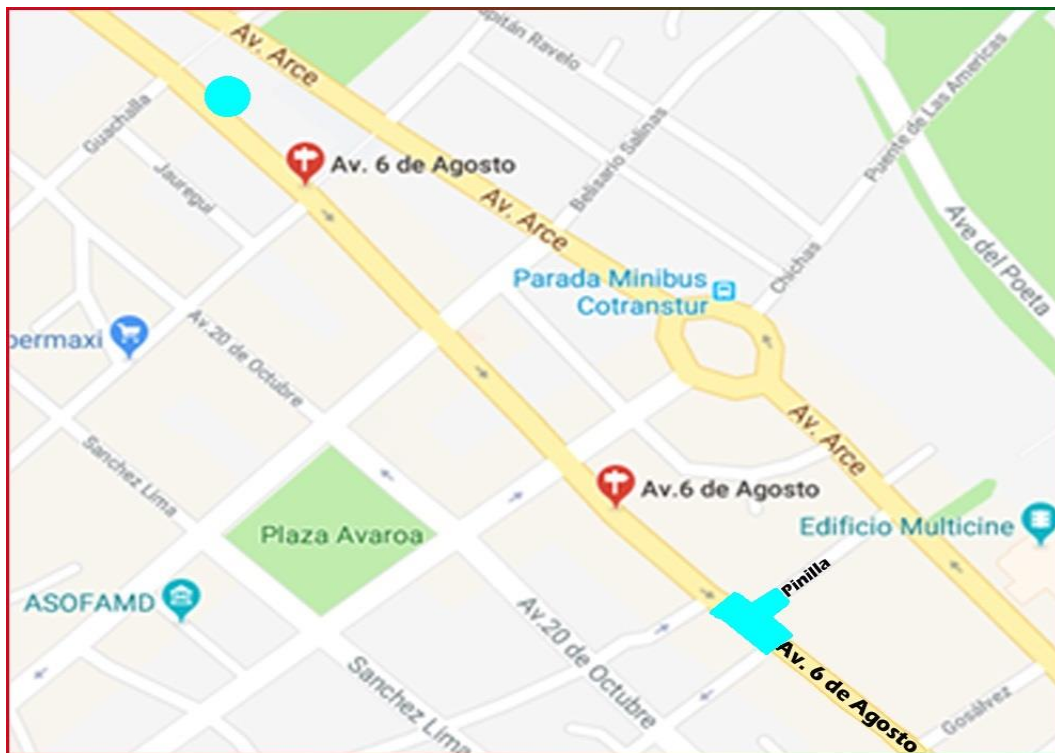 Av. Arce
Capitán Ravelo
Puente de Las Americas
Guachalla
Jauregui
Belisario Salinas
Av. 6 de Agosto
Av. Arce
Ave del Poeta
Chichas
Parada Minibus
Cotranstur
permaxi
Av.20 de Octubre
Av. Arce
Sanchez Lima
Av.6 de Agosto
Plaza Avaroa
Edificio Multicine
Pinilla
ASOFAMD
Av.20 de Octubre
Av. 6 de Agosto
Sanchez Lima
Gosálvez